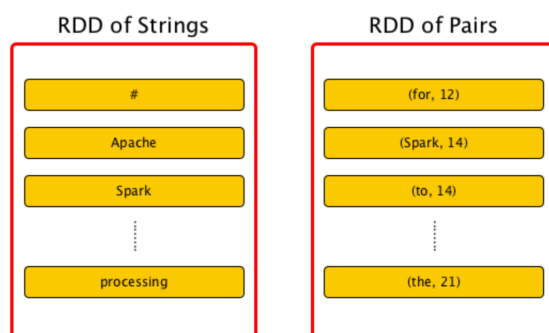 RDD of Strings
#
Apache
Spark
processing
RDD of Pairs
(for, 12)
(Spark, 14)
(to, 14)
(the, 21)